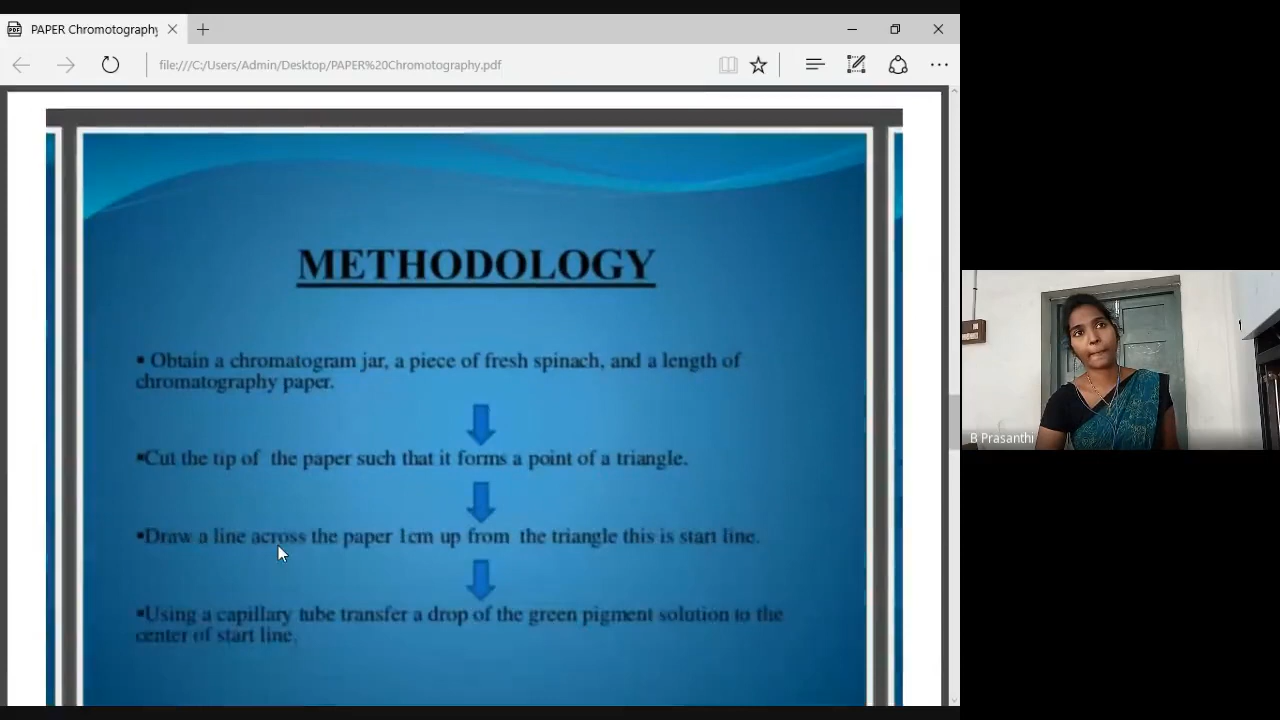 PAPER Chromotography
file:///C:/Users/Admin/Desktop/PAPER%20Chromotography.pdf
METHODOLOGY
▪ Obtain a chromatogram jar, a piece of fresh spinach, and a length of
chromatography paper.
▪Cut the tip of the paper such that it forms a point of a triangle.
▪Draw a line across the paper 1cm up from the triangle this is start line.
▪Using a capillary tube transfer a drop of the green pigment solution to the
center of start line.
B Prasanthi